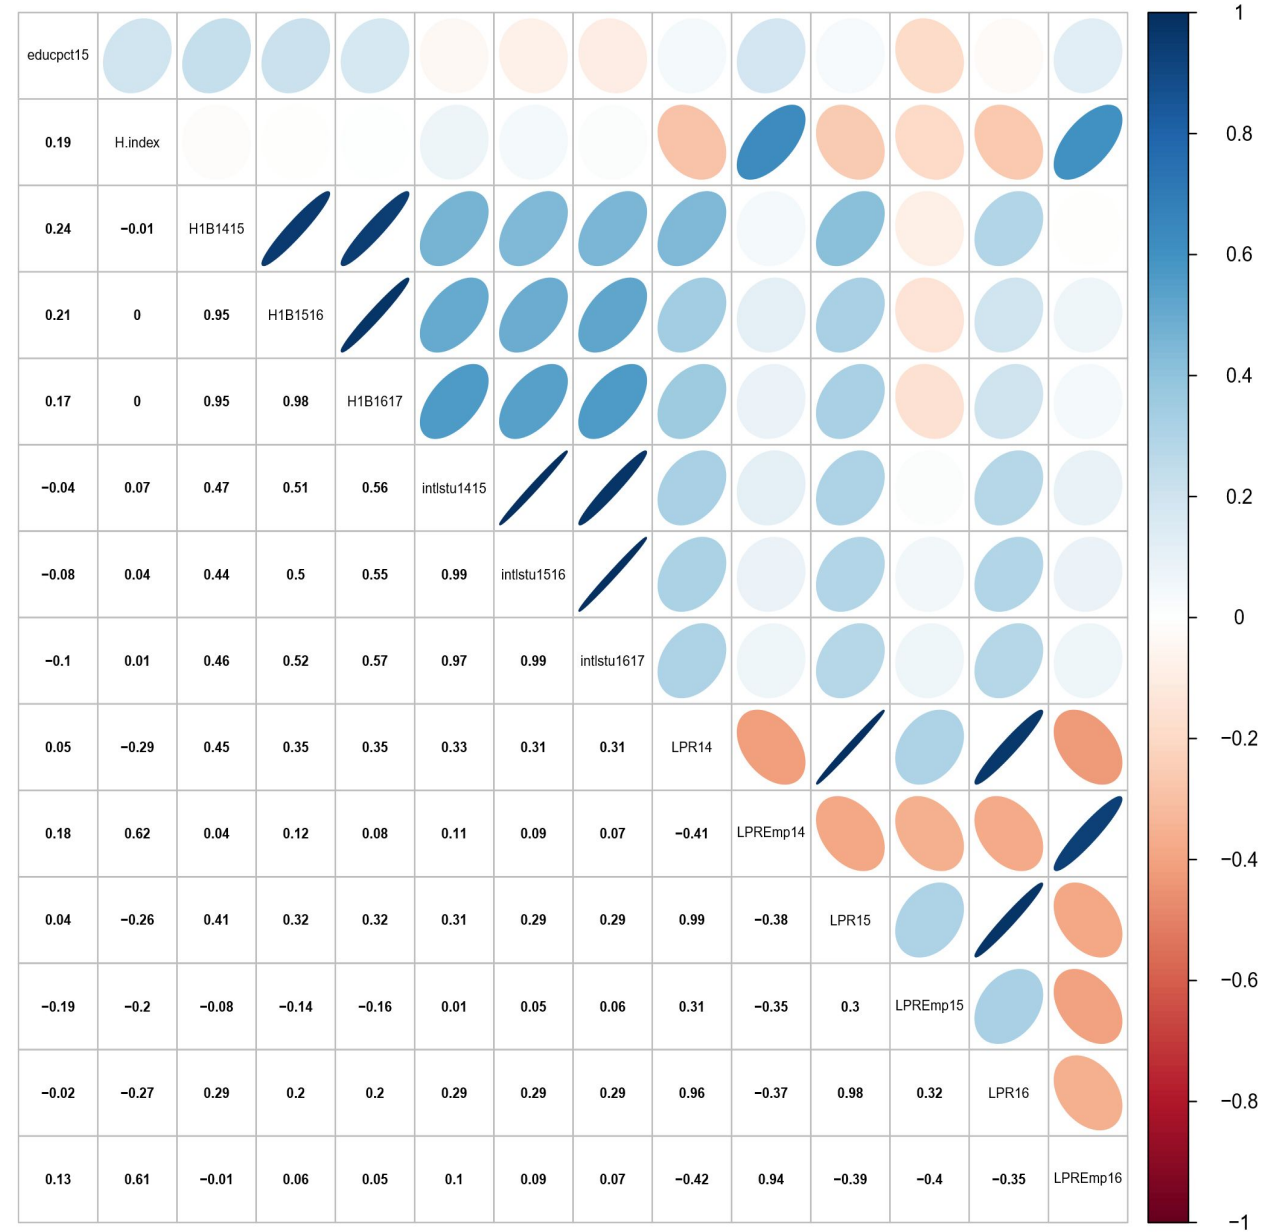 educpct15
0.19 H.index
0.24 −0.01 H1B1415
0.21 0 0.95 H1B1516
0.17 0 0.95 0.98 H1B1617
−0.04 0.07 0.47 0.51 0.56 intlstu1415
−0.08 0.04 0.44 0.5 0.55 0.99 intlstu1516
−0.1 0.01 0.46 0.52 0.57 0.97 0.99 intlstu1617
0.05 −0.29 0.45 0.35 0.35 0.33 0.31 0.31 LPR14
0.18 0.62 0.04 0.12 0.08 0.11 0.09 0.07 −0.41 LPREmp14
0.04 −0.26 0.41 0.32 0.32 0.31 0.29 0.29 0.99 −0.38 LPR15
−0.19 −0.2 −0.08 −0.14 −0.16 0.01 0.05 0.06 0.31 −0.35 0.3 LPREmp15
−0.02 −0.27 0.29 0.2 0.2 0.29 0.29 0.29 0.96 −0.37 0.98 0.32 LPR16
0.13 0.61 −0.01 0.06 0.05 0.1 0.09 0.07 −0.42 0.94 −0.39 −0.4 −0.35 LPREmp16
1
0.8
0.6
0.4
0.2
0
−0.2
−0.4
−0.6
−0.8
−1